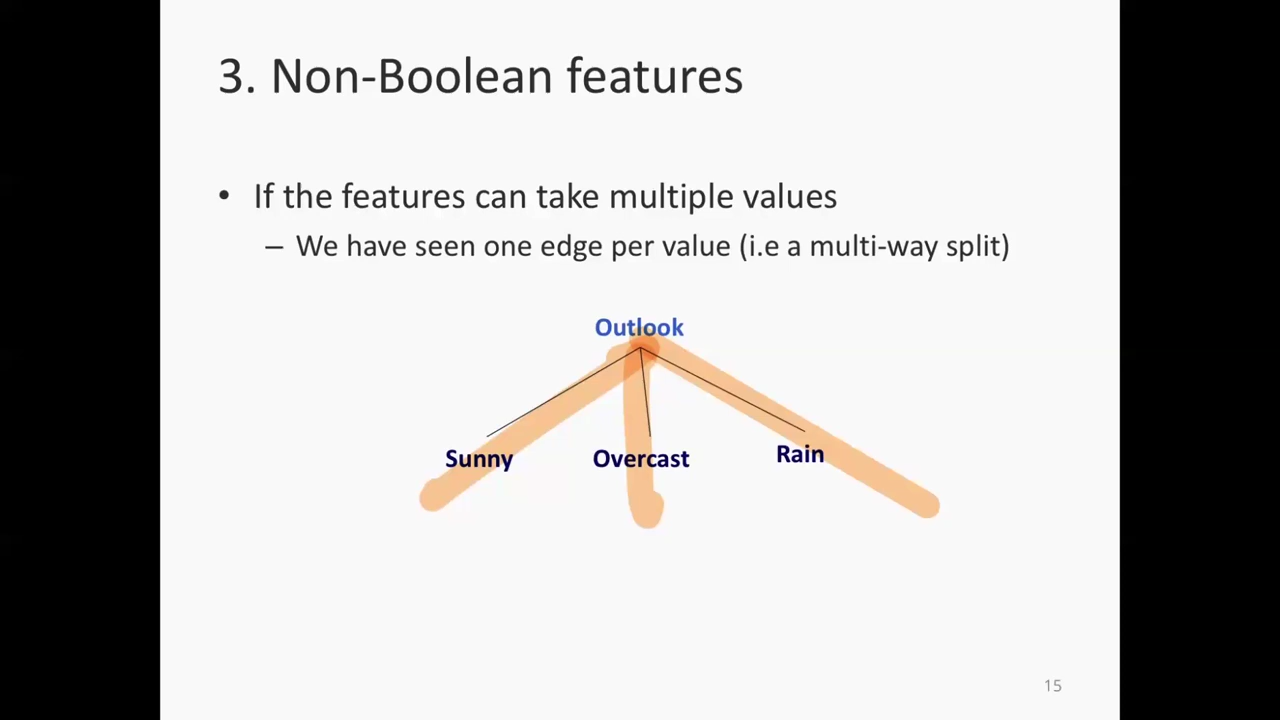 3. Non-Boolean features
• If the features can take multiple values
– We have seen one edge per value (i.e a multi-way split)
Outlook
Sunny Overcast Rain
15